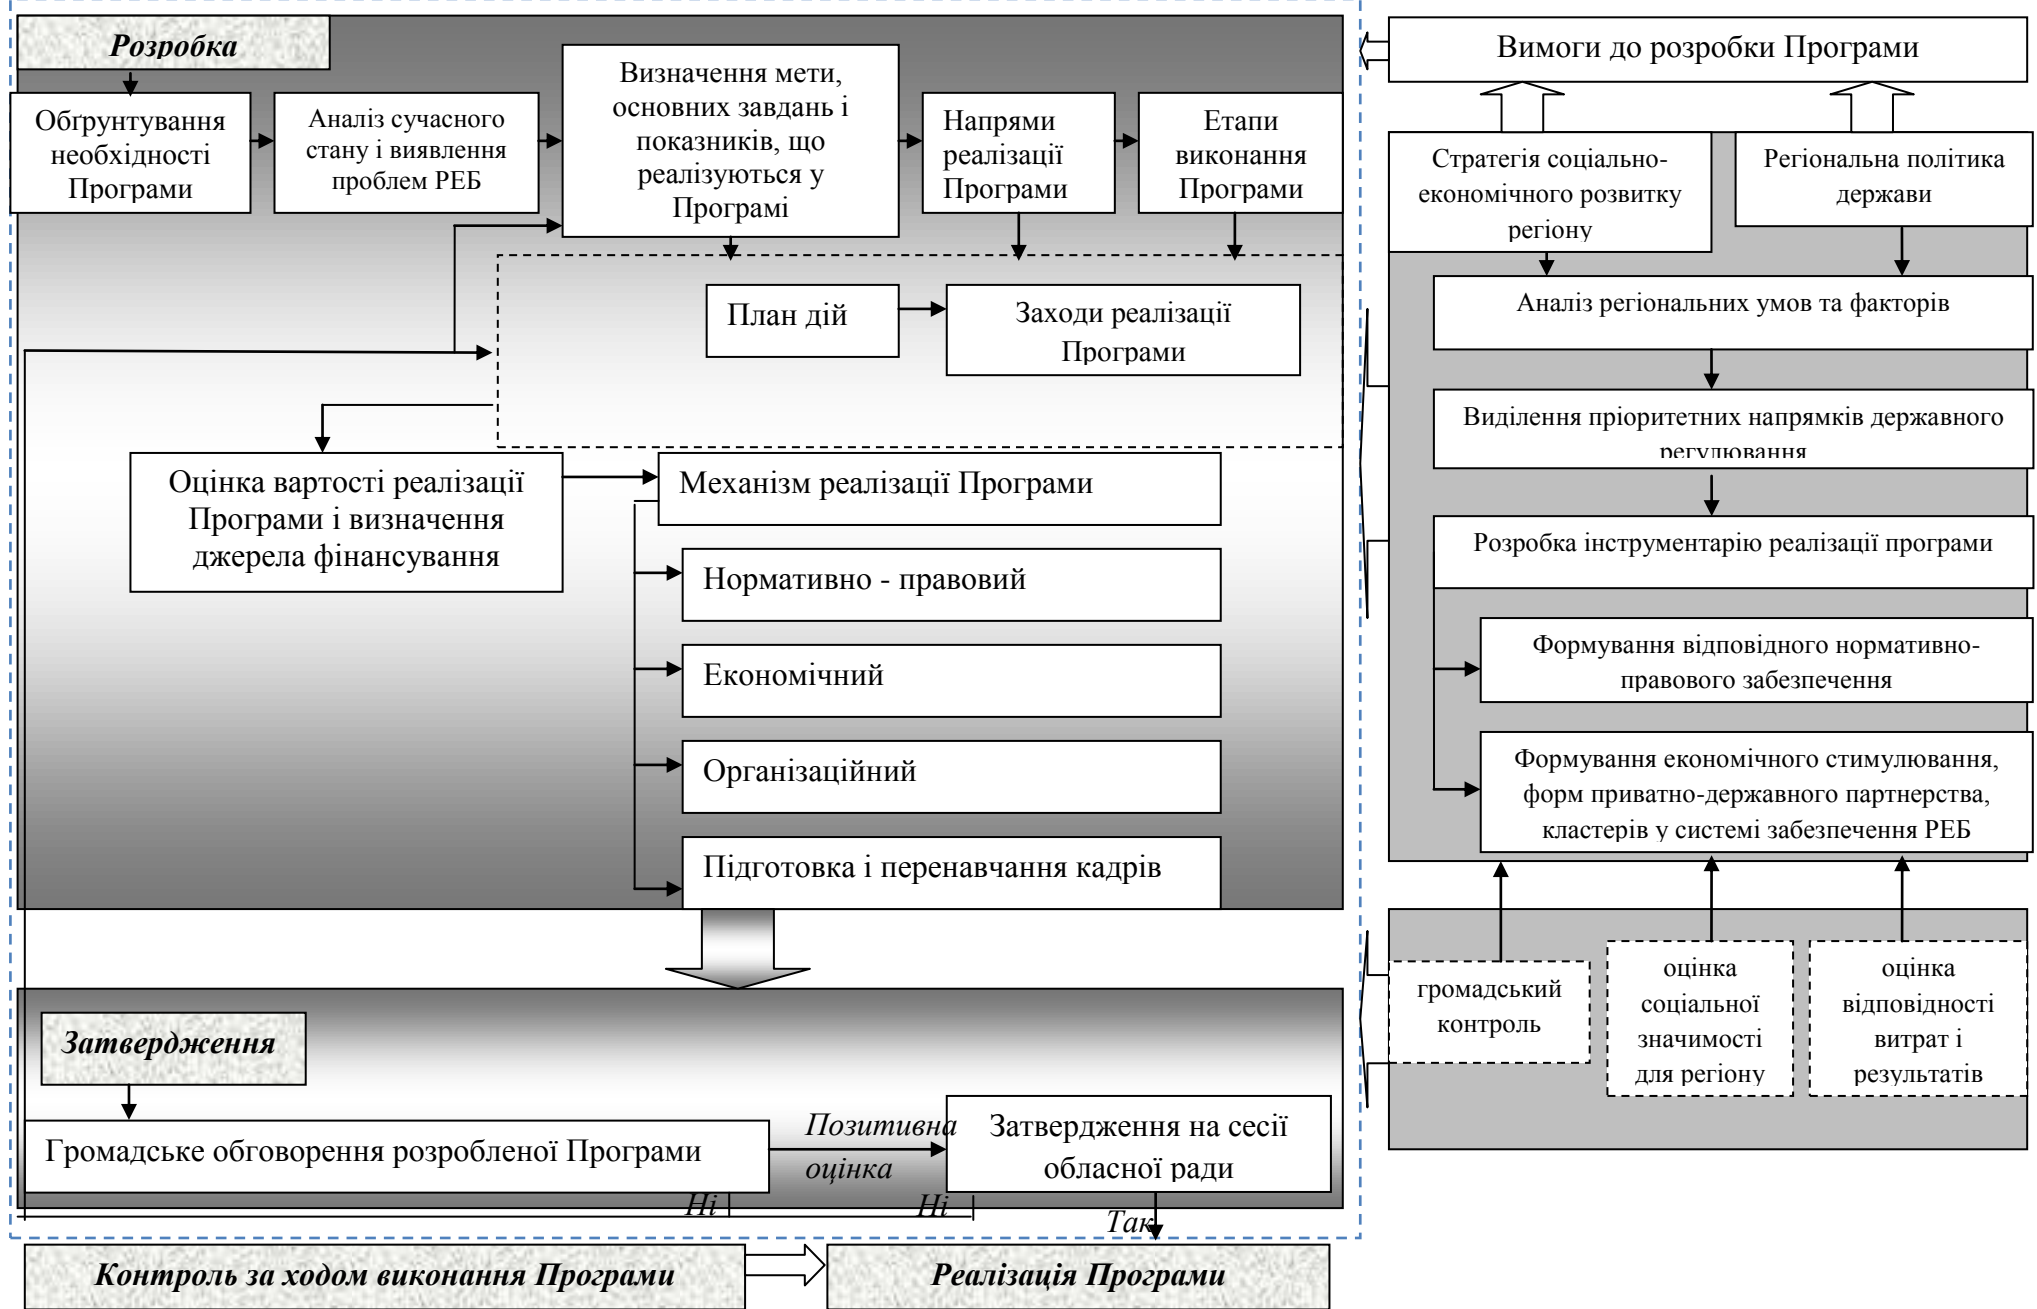 Розробка
Обґрунтування
необхідності
Програми
Аналіз сучасного
стану і виявлення
проблем РЕБ
Визначення мети,
основних завдань і
показників, що
реалізуються у
Програмі
Напрями
реалізації
Програми
Етапи
виконання
Програми
План дій
Заходи реалізації
Програми
Оцінка вартості реалізації
Програми і визначення
джерела фінансування
Механізм реалізації Програми
Нормативно - правовий
Економічний
Організаційний
Підготовка і перенавчання кадрів
Затвердження
Громадське обговорення розробленої Програми
Позитивна
оцінка
Затвердження на сесії
обласної ради
Ні
Ні
Так
Контроль за ходом виконання Програми
Реалізація Програми
Вимоги до розробки Програми
Стратегія соціально-
економічного розвитку
регіону
Регіональна політика
держави
Аналіз регіональних умов та факторів
Виділення пріоритетних напрямків державного
регулювання
Розробка інструментарію реалізації програми
Формування відповідного нормативно-
правового забезпечення
Формування економічного стимулювання,
форм приватно-державного партнерства,
кластерів у системі забезпечення РЕБ
громадський
контроль
оцінка
соціальної
значимості
для регіону
оцінка
відповідності
витрат і
результатів